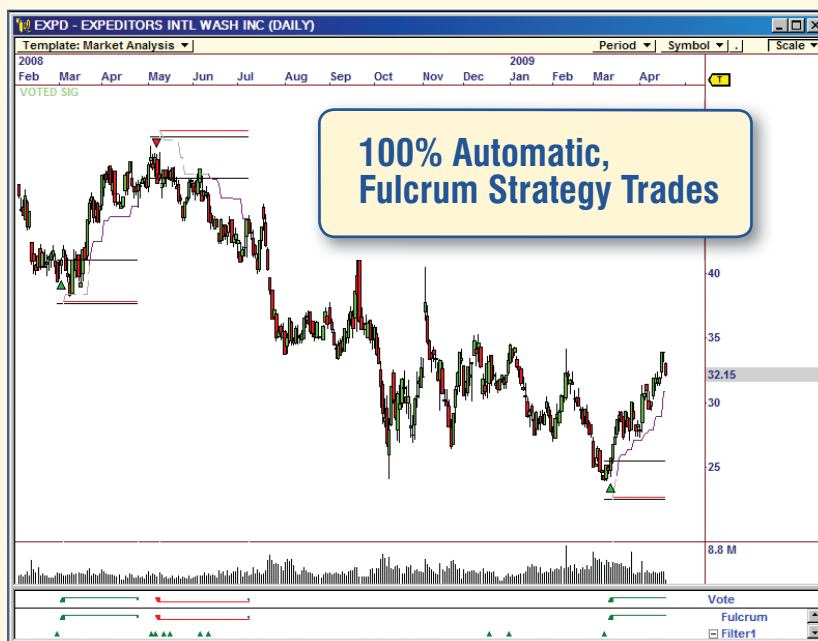 EXPD - EXPEDITORS INTL WASH INC (DAILY)
Template: Market Analysis Period Symbol . Scale
2008 2009
Feb Mar Apr May Jun Jul Aug Sep Oct Nov Dec Jan Feb Mar Apr
T
VOTED SIG
100% Automatic,
Fulcrum Strategy Trades
40
35
32.15
30
25
8.8 M
Vote
Fulcrum
Filter1